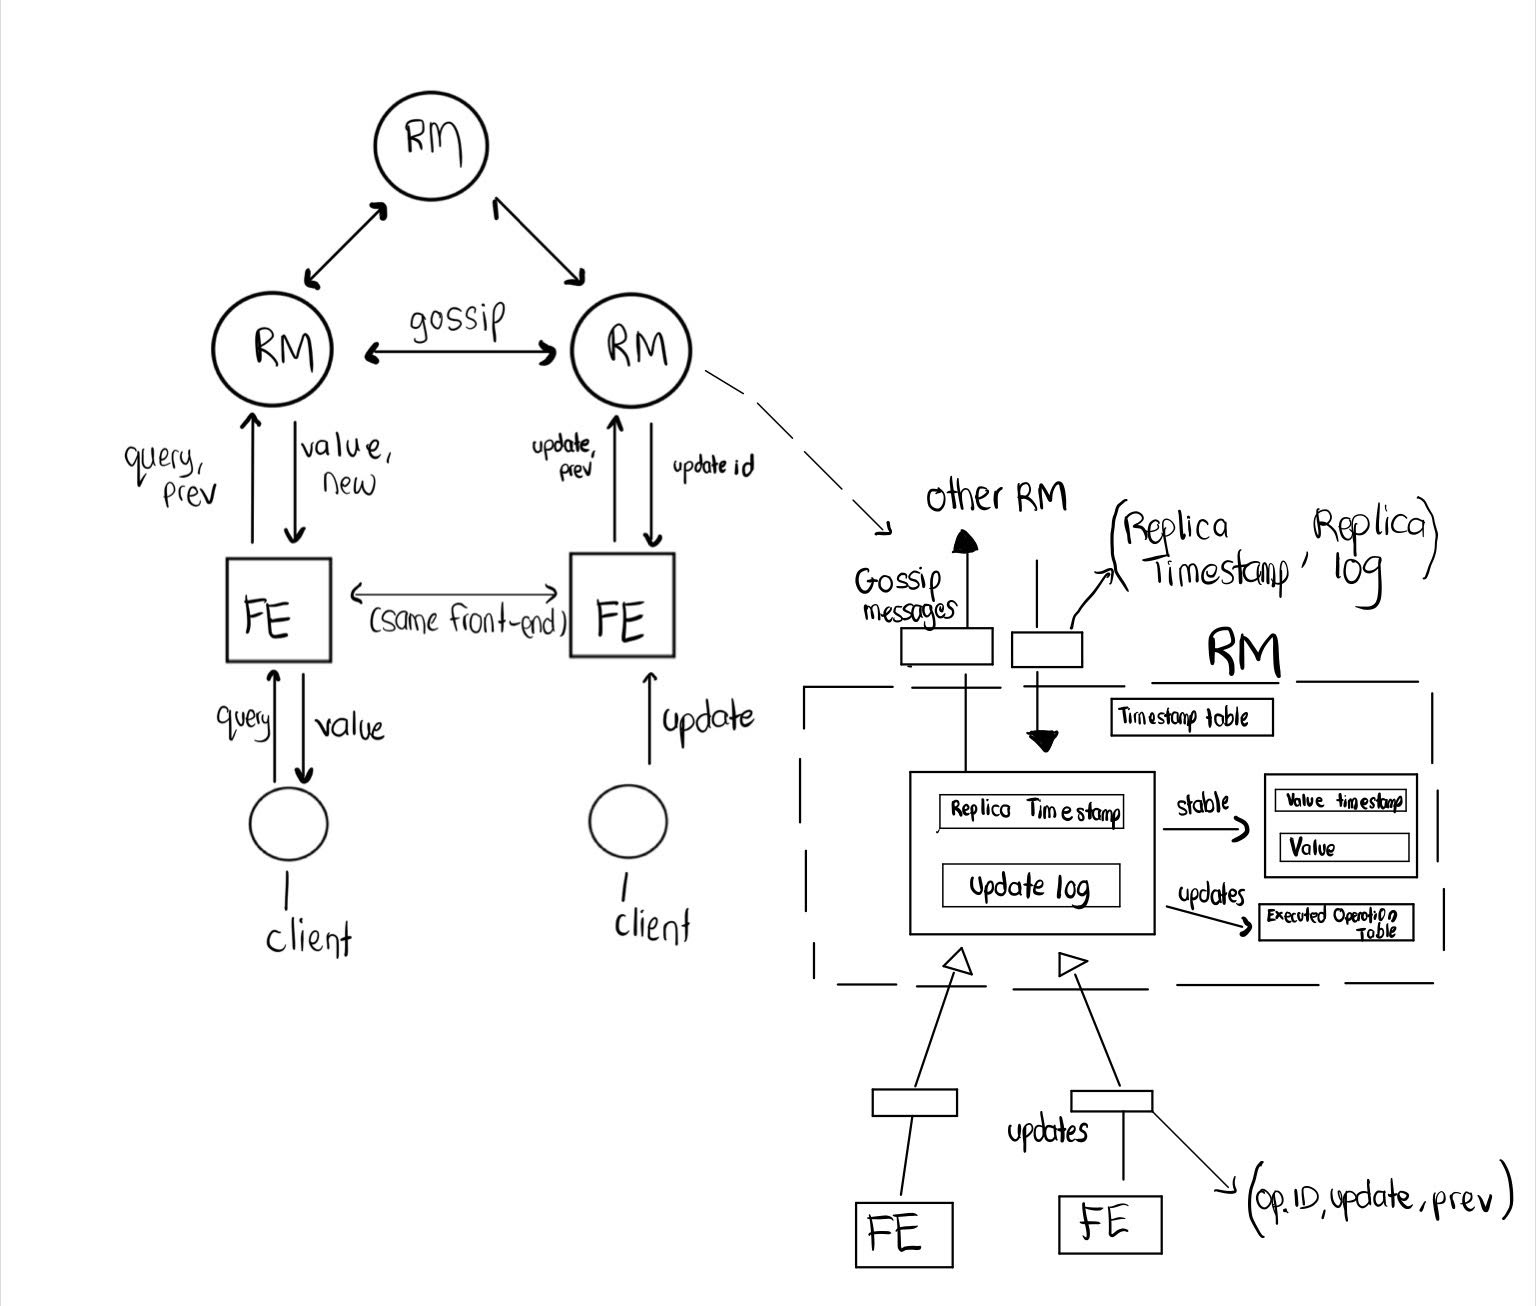 RM
RM
gossip
RM
query,
prev
value,
new
update,
prev
update id
FE
(same front-end)
FE
query
value
update
client
client
other RM
Gossip
messages
(Replica Replica)
Timestamp, log
RM
Timestamp table
Replica Timestamp
Update log
stable
updates
Value timestamp
Value
Executed Operation
Table
updates
FE
FE
(op.ID, update, prev)